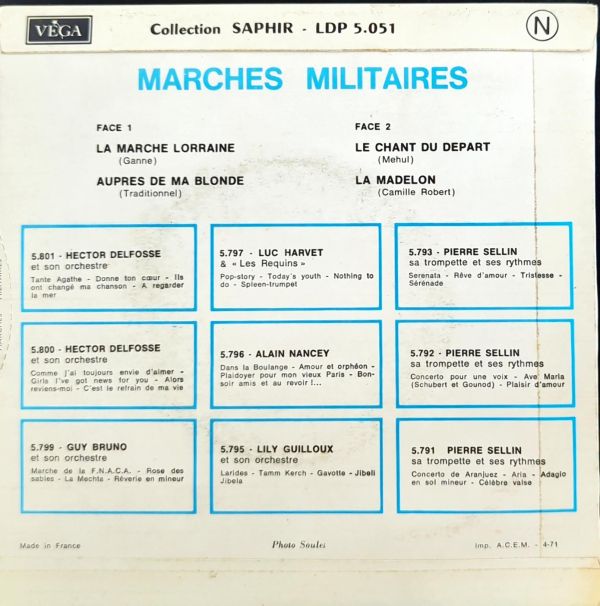 VÉGA
Collection SAPHIR - LDP 5.051
N
MARCHES MILITAIRES
FACE 1
LA MARCHE LORRAINE
(Ganne)
AUPRES DE MA BLONDE
(Traditionnel)
FACE 2
LE CHANT DU DEPART
(Mehul)
LA MADELON
(Camille Robert)
5.801 - HECTOR DELFOSSE
et son orchestre
Tante Agathe - Donne ton cœur - Ils
ont changé ma chanson - A regarder
la mer
5.797 - LUC HARVET
& « Les Requins »
Pop-story - Today's youth - Nothing to
do - Spleen-trumpet
5.793 - PIERRE SELLIN
sa trompette et ses rythmes
Serenata - Rêve d'amour - Tristesse -
Sérénade
5.800 - HECTOR DELFOSSE
et son orchestre
Comme j'ai toujours envie d'aimer -
Girls I've got news for you - Alors
reviens-moi - C'est le refrain de ma vie
5.796 - ALAIN NANCEY
Dans la Boulange - Amour et orphéon -
Plaidoyer pour mon vieux Paris - Bon-
soir amis et au revoir !...
5.792 - PIERRE SELLIN
sa trompette et ses rythmes
Concerto pour une voix - Ave Maria
(Schubert et Gounod) - Plaisir d'amour
5.799 - GUY BRUNO
et son orchestre
Marche de la F.N.A.C.A. - Rose des
sables - La Mechta - Rêverie en mineur
5.795 - LILY GUILLOUX
et son orchestre
Larides - Tamm Kerch - Gavotte - Jibeli
Jibela
5.791 PIERRE SELLIN
sa trompette et ses rythmes
Concerto de Aranjuez - Aria - Adagio
en sol mineur - Célèbre valse
Made in France
Photo Soulet
Imp. A.C.E.M. - 4-71